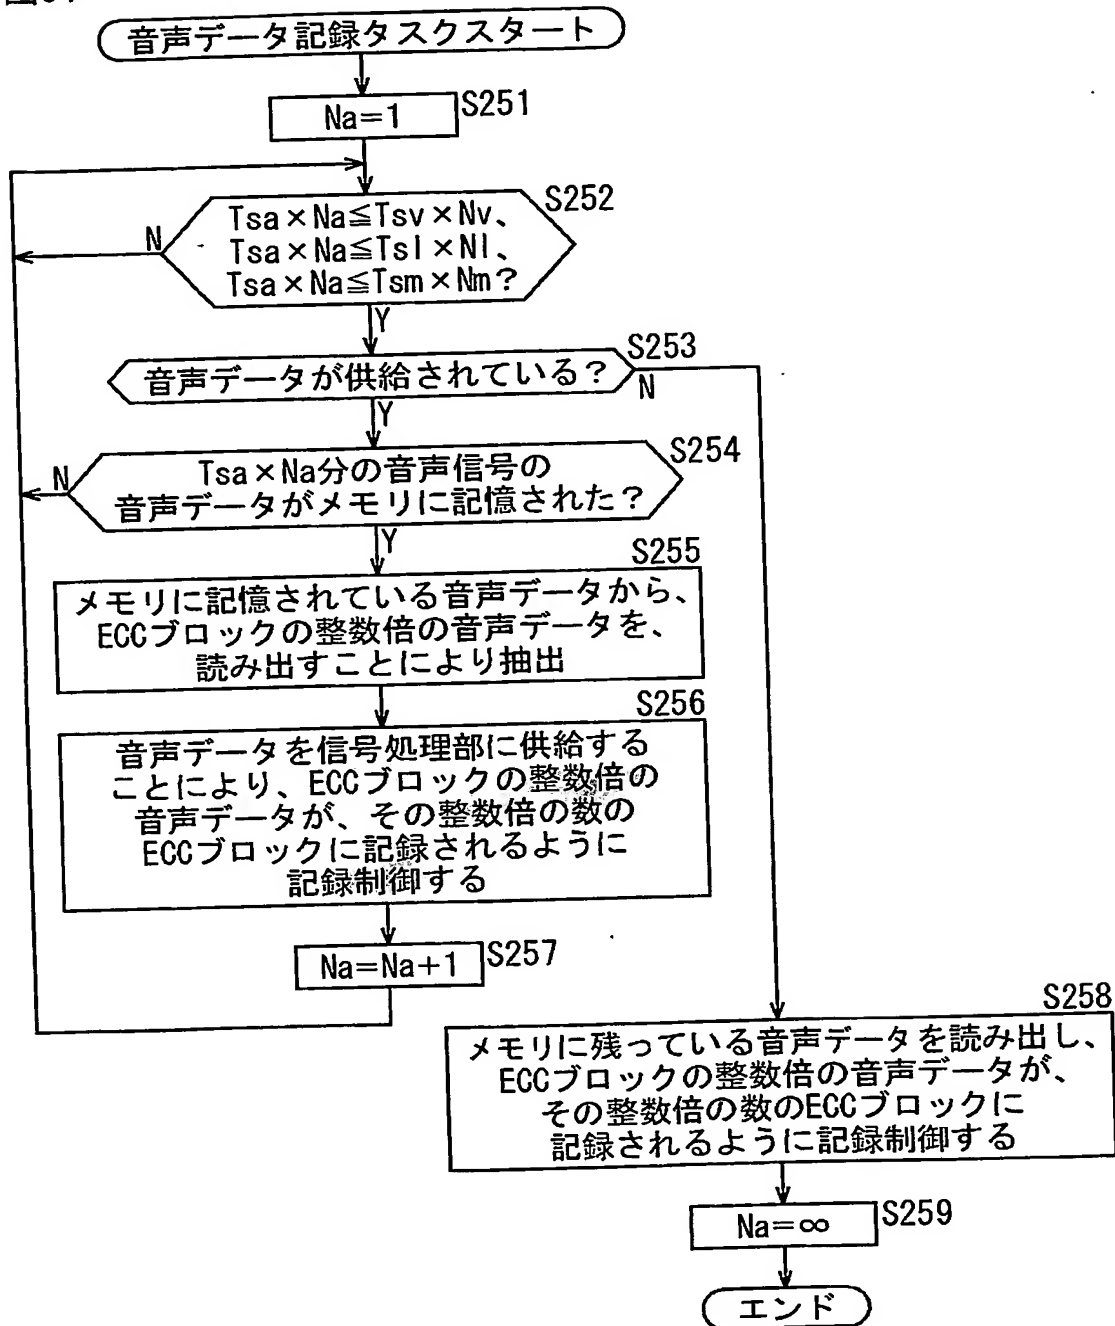 音声データ記録タスクスタート
Na=1
S251
Tsa×Na≦Tsv×Nv、
Tsa×Na≦Tsl×Nl、
Tsa×Na≦Tsm×Nm?
S252
N
Y
音声データが供給されている?
S253
N
Y
Tsa×Na分の音声信号の
音声データがメモリに記憶された?
S254
N
Y
S255
メモリに記憶されている音声データから、
ECCブロックの整数倍の音声データを、
読み出すことにより抽出
S256
音声データを信号処理部に供給する
ことにより、ECCブロックの整数倍の
音声データが、その整数倍の数の
ECCブロックに記録されるように
記録制御する
Na=Na+1
S257
S258
メモリに残っている音声データを読み出し、
ECCブロックの整数倍の音声データが、
その整数倍の数のECCブロックに
記録されるように記録制御する
Na=∞
S259
エンド